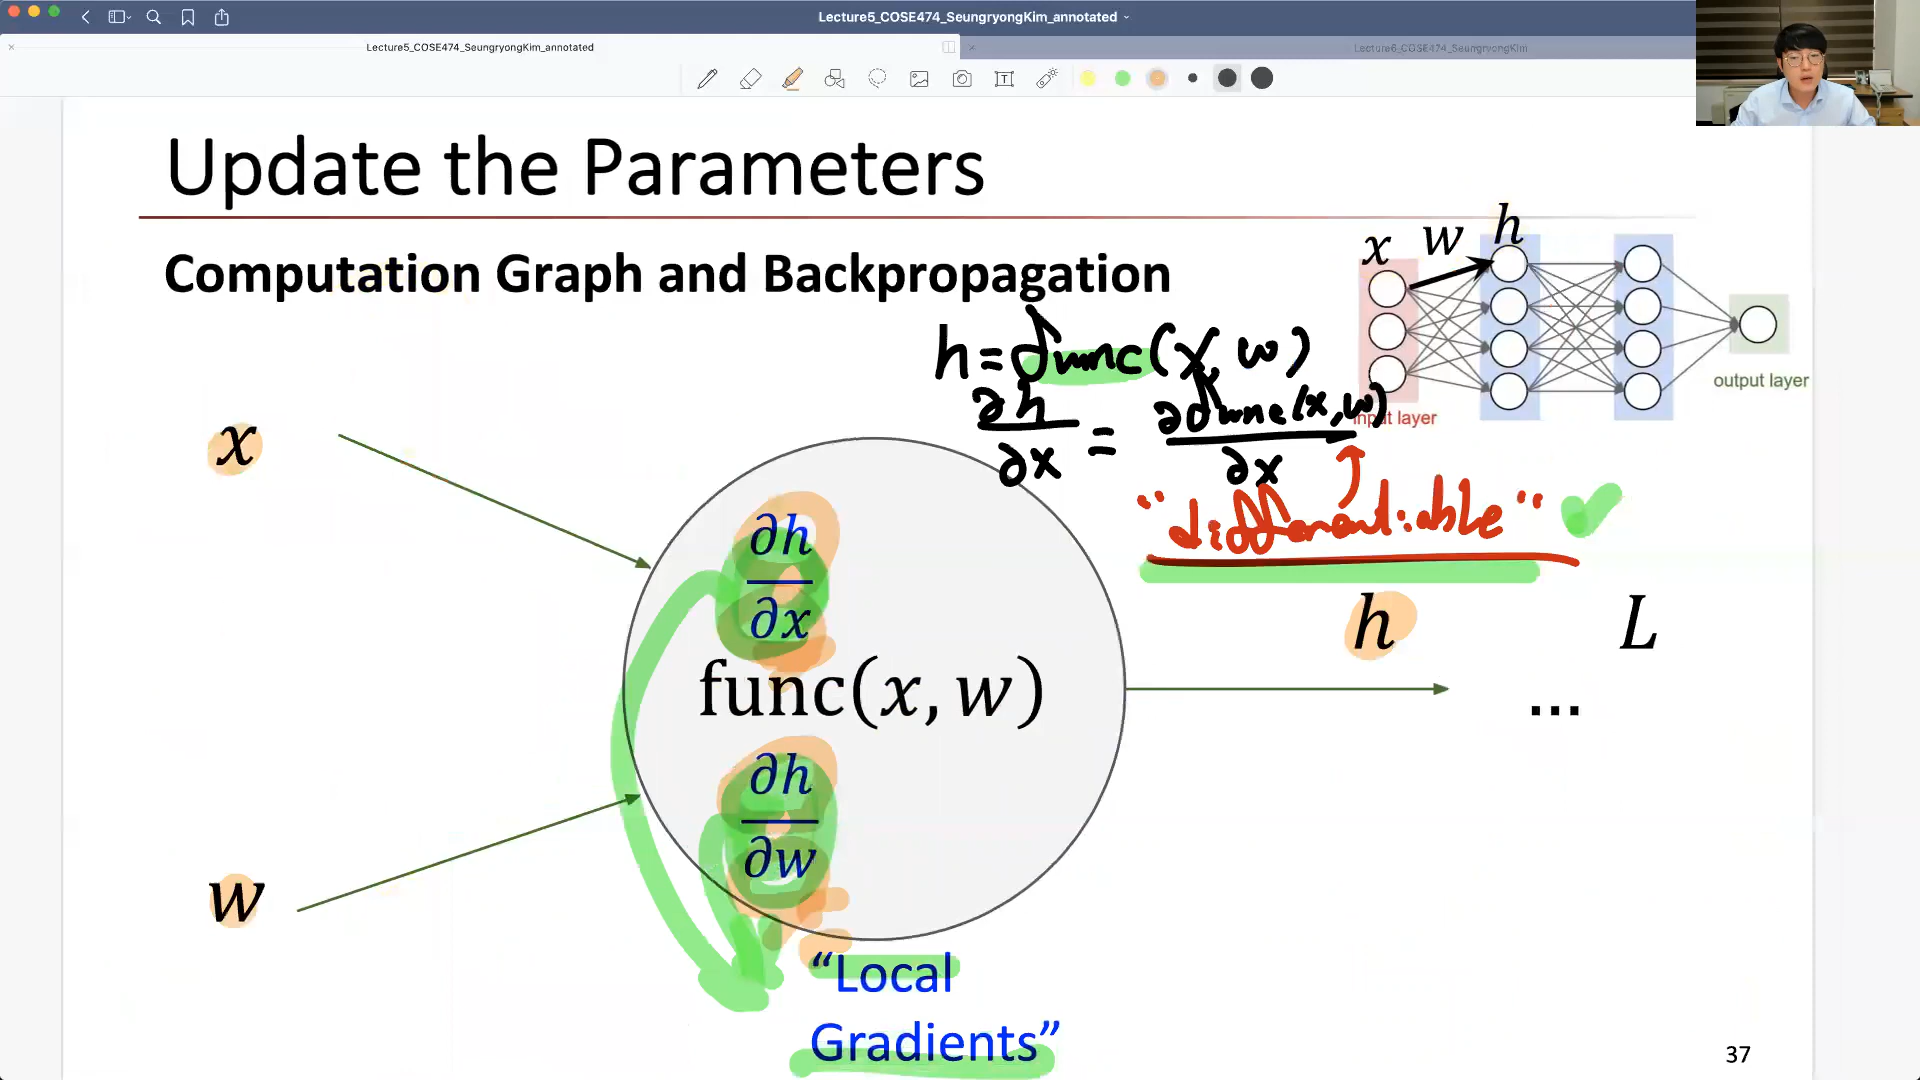 Lecture5_COSE474_SeungryongKim_annotated
Lecture5_COSE474_SeungryongKim_annotated
Lecture6_COSE474_SeungryongKim
Update the Parameters
Computation Graph and Backpropagation
x w h
input layer
output layer
h = func(x, w)
∂h/∂x = ∂func(x, w)/∂x
"differentiable"
x
w
∂h/∂x
func(x, w)
∂h/∂w
h
L
...
“Local
Gradients”
37